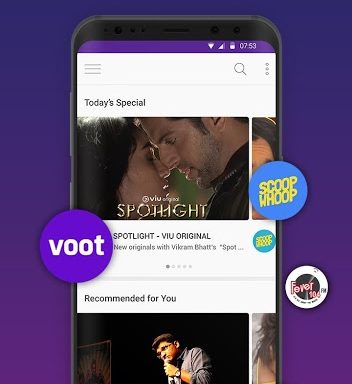 07:53
Today's Special
viu original
SPOTLIGHT
SCOOP
WHOOP
SPOTLIGHT - VIU ORIGINAL
New originals with Vikram Bhatt's "Spot ...
SCOOP
WHOOP
voot
Fever
104
FM
Recommended for You